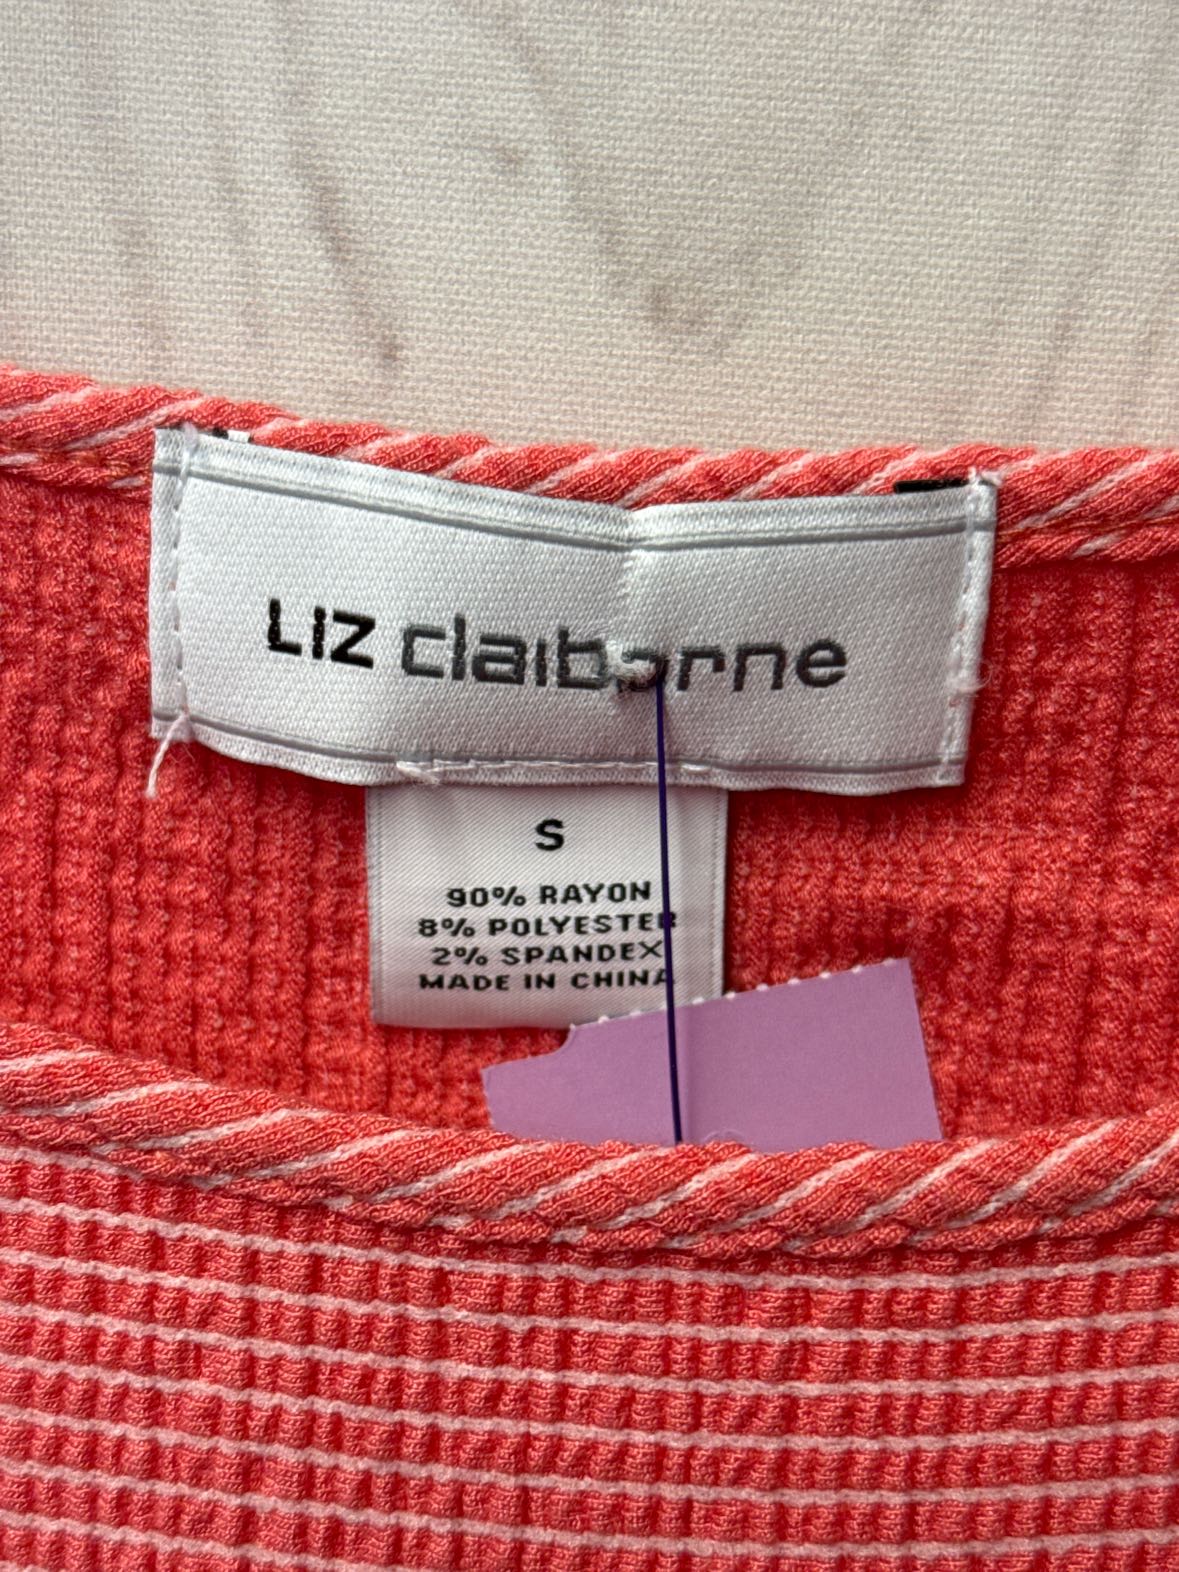 LIZ claiborne
S
90% RAYON
8% POLYESTER
2% SPANDEX
MADE IN CHINA